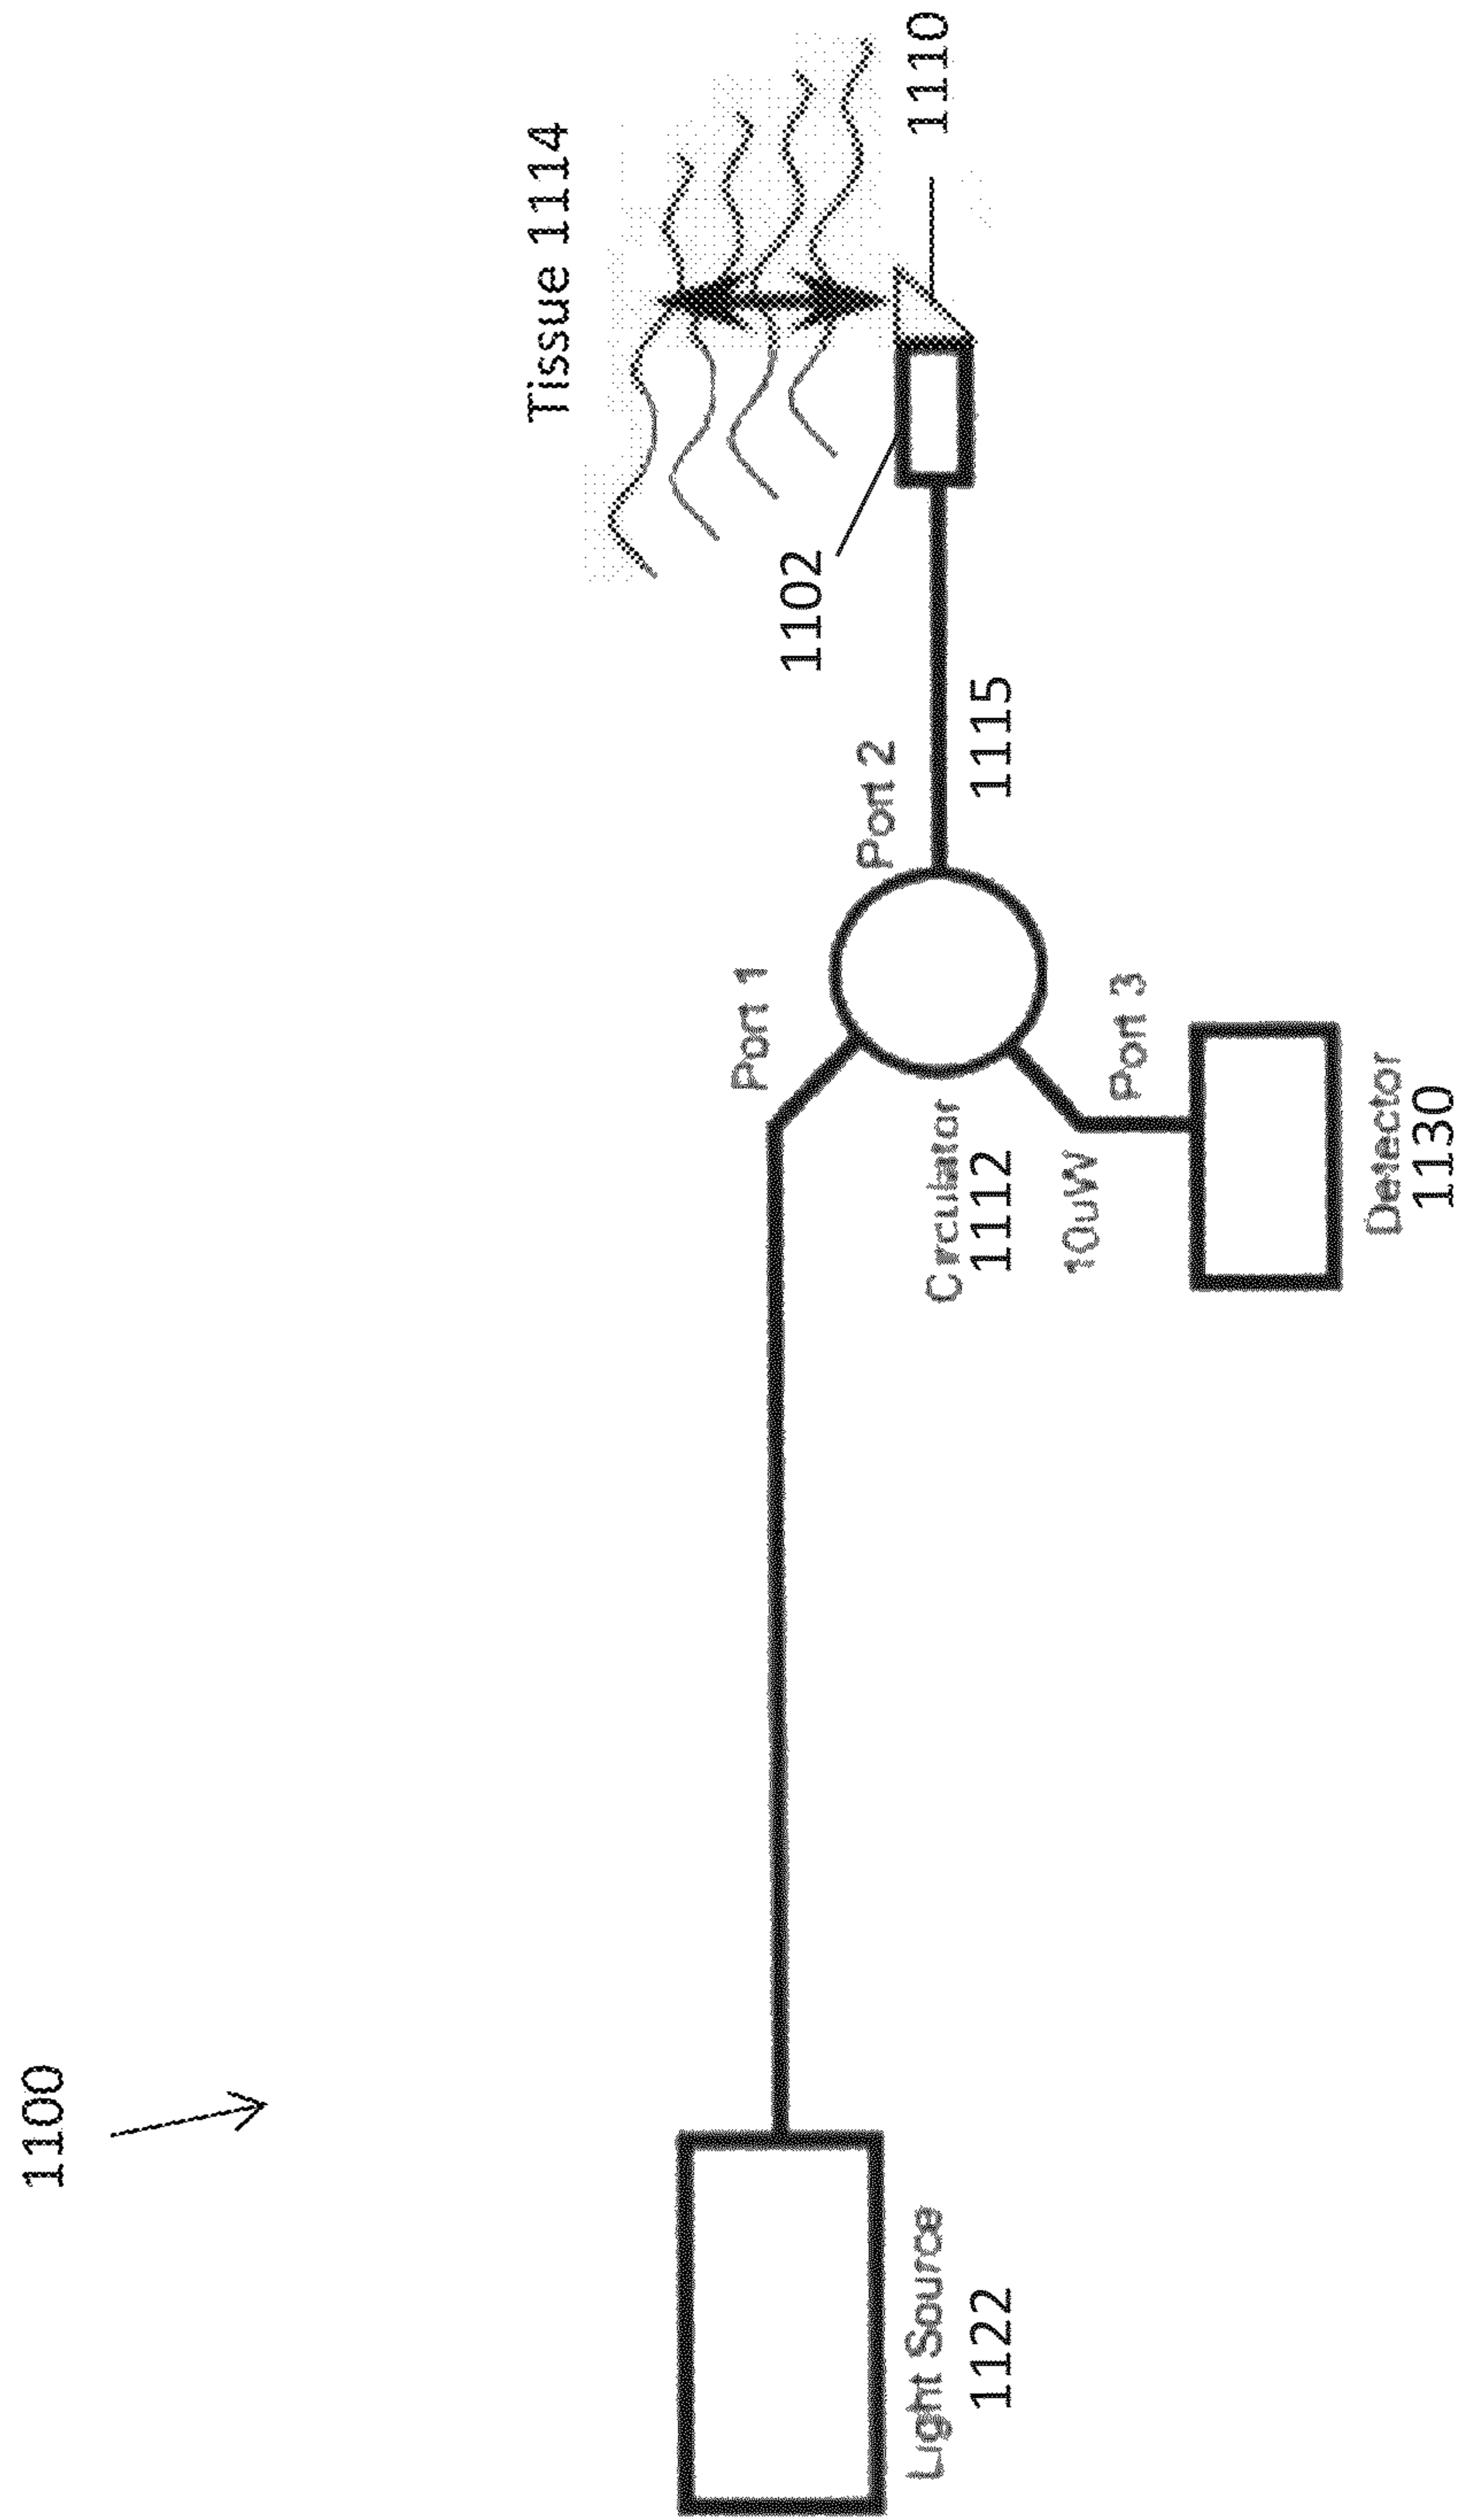 1100
Tissue 1114
1110
1102
Port 1
Port 2
1115
Circulator
1112
10uW
Port 3
Light Source
1122
Detector
1130